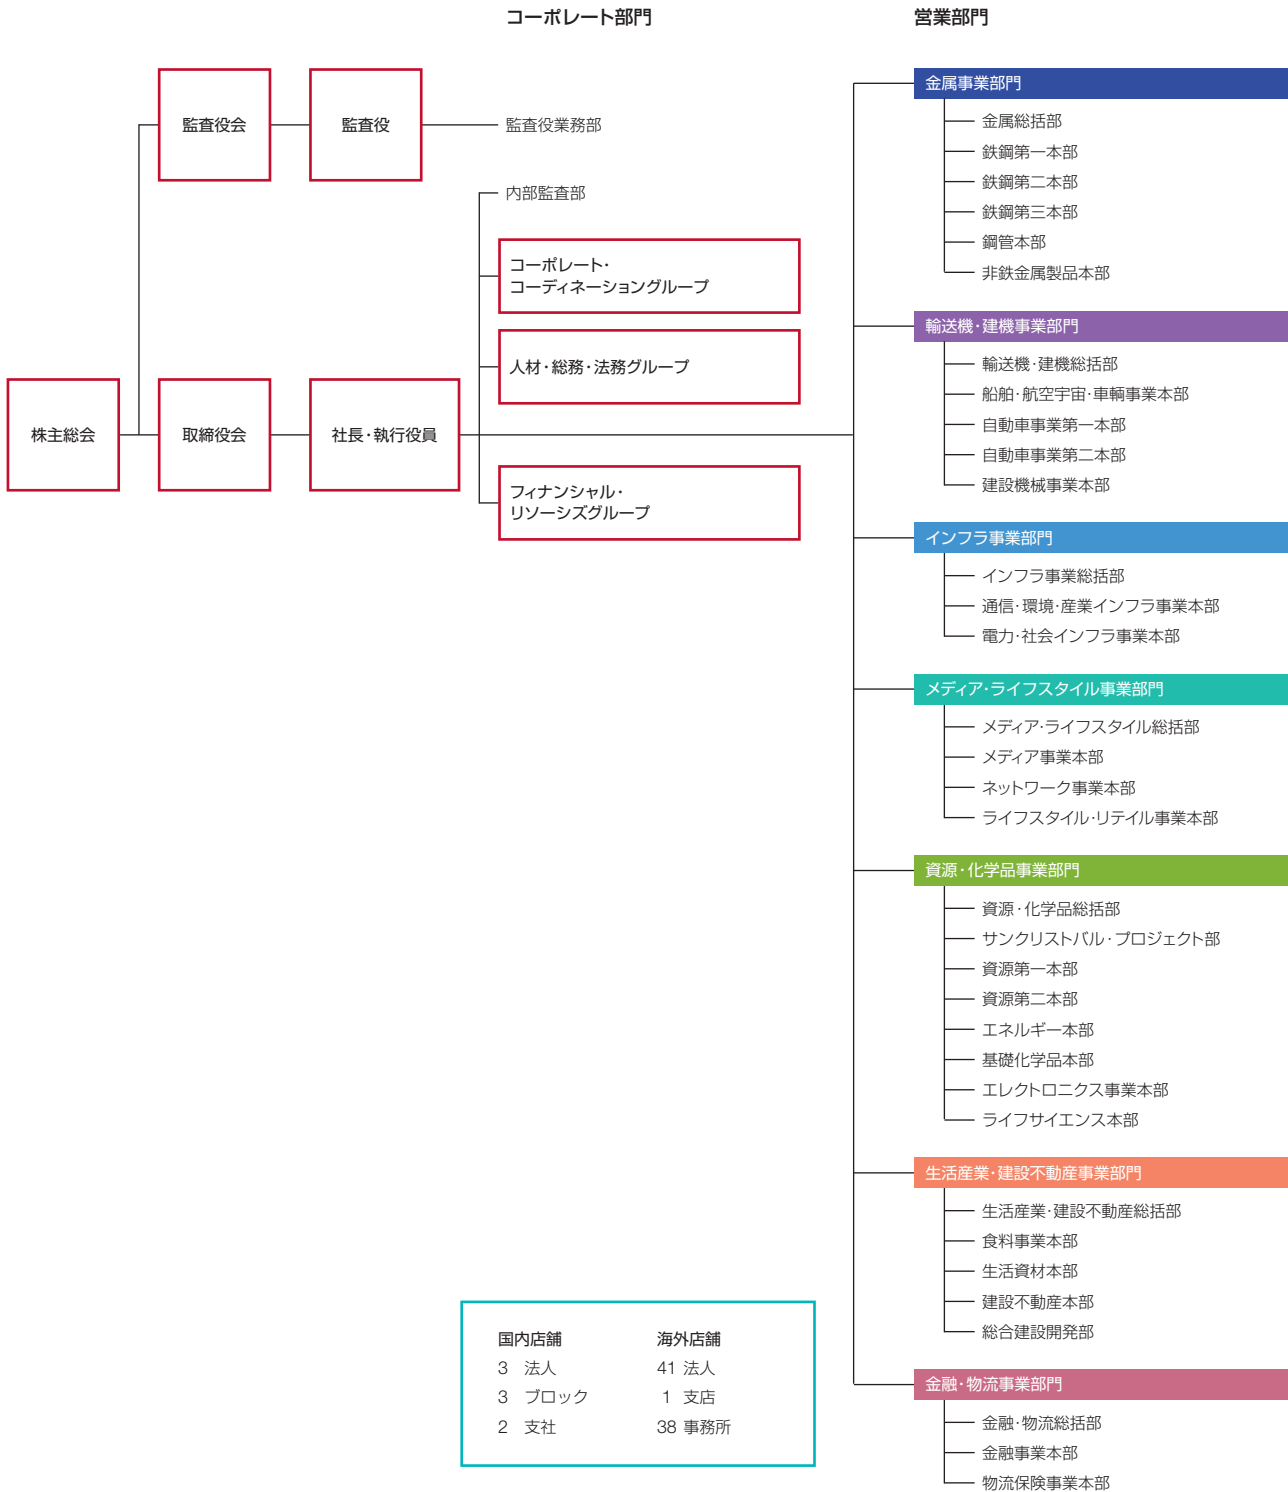 コーポレート部門
営業部門
監査役会
監査役
監査役業務部
内部監査部
コーポレート・
コーディネーショングループ
人材・総務・法務グループ
株主総会
取締役会
社長・執行役員
フィナンシャル・
リソーシズグループ
金属事業部門
金属総括部
鉄鋼第一本部
鉄鋼第二本部
鉄鋼第三本部
鋼管本部
非鉄金属製品本部
輸送機・建機事業部門
輸送機・建機総括部
船舶・航空宇宙・車輌事業本部
自動車事業第一本部
自動車事業第二本部
建設機械事業本部
インフラ事業部門
インフラ事業総括部
通信・環境・産業インフラ事業本部
電力・社会インフラ事業本部
メディア・ライフスタイル事業部門
メディア・ライフスタイル総括部
メディア事業本部
ネットワーク事業本部
ライフスタイル・リテイル事業本部
資源・化学品事業部門
資源・化学品総括部
サンクリストバル・プロジェクト部
資源第一本部
資源第二本部
エネルギー本部
基礎化学品本部
エレクトロニクス事業本部
ライフサイエンス本部
生活産業・建設不動産事業部門
生活産業・建設不動産総括部
食料事業本部
生活資材本部
建設不動産本部
総合建設開発部
金融・物流事業部門
金融・物流総括部
金融事業本部
物流保険事業本部
国内店舗
3 法人
3 ブロック
2 支社
海外店舗
41 法人
1 支店
38 事務所